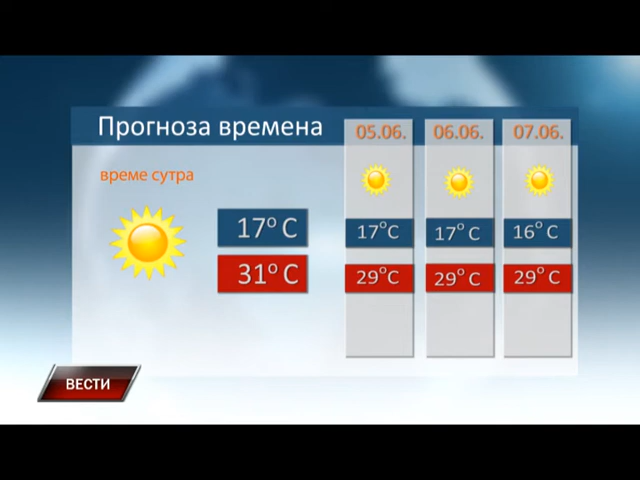 Прогноза времена
време сутра
17° C
31° C
05.06.
06.06.
07.06.
17°C
17° C
16° C
29°C
29° C
29° C
ВЕСТИ